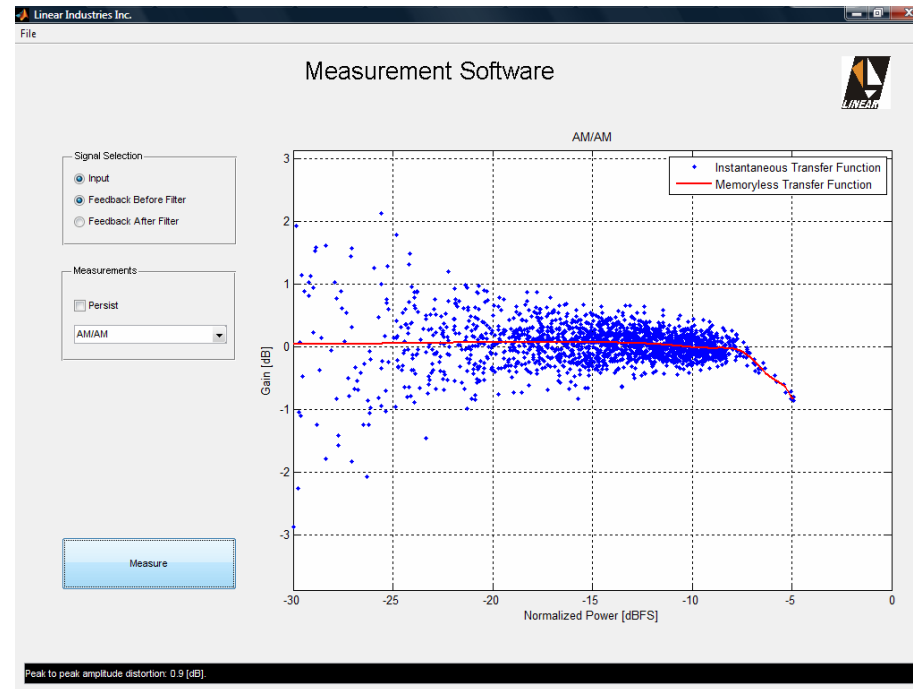 Linear Industries Inc.
File
Measurement Software
LINEAR
Signal Selection
Input
Feedback Before Filter
Feedback After Filter
Measurements
Persist
AM/AM
Measure
AM/AM
Instantaneous Transfer Function
Memoryless Transfer Function
Gain [dB]
3
2
1
0
-1
-2
-3
-30 -25 -20 -15 -10 -5 0
Normalized Power [dBFS]
Peak to peak amplitude distortion: 0.9 [dB].